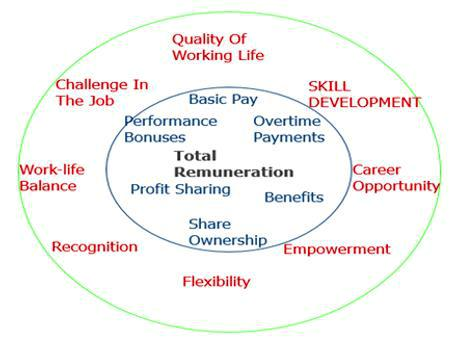 Quality Of
Working Life
Challenge In
The Job
SKILL
DEVELOPMENT
Basic Pay
Performance
Bonuses
Overtime
Payments
Total
Remuneration
Work-life
Balance
Career
Opportunity
Profit Sharing
Benefits
Share
Ownership
Recognition
Empowerment
Flexibility